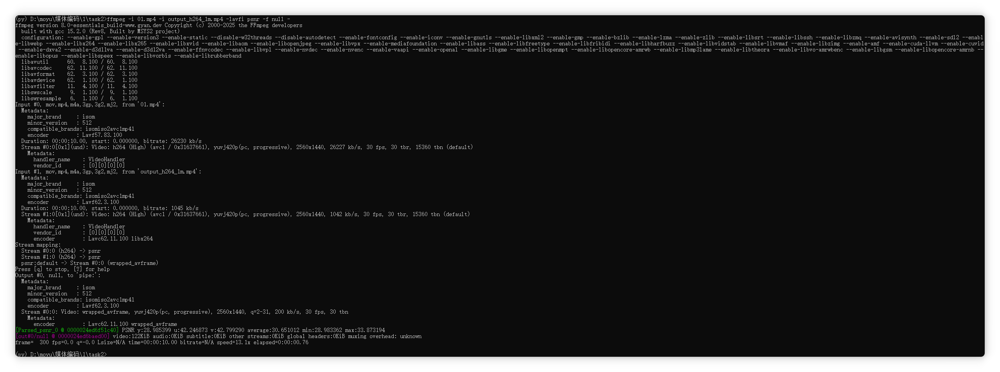 (py) D:\moyu\媒体编码\1\task2>ffmpeg -i 01.mp4 -i output_h264_1m.mp4 -lavfi psnr -f null -
ffmpeg version 8.0-essentials_build-www.gyan.dev Copyright (c) 2000-2025 the FFmpeg developers
  built with gcc 15.2.0 (Rev8, Built by MSYS2 project)
  configuration: --enable-gpl --enable-version3 --enable-static --disable-w32threads --disable-autodetect --enable-fontconfig --enable-iconv --enable-gnutls --enable-libxml2 --enable-gmp --enable-bzlib --enable-lzma --enable-zlib --enable-libsrt --enable-libssh --enable-libzmq --enable-avisynth --enable-sdl2 --enabl
e-libwebp --enable-libx264 --enable-libx265 --enable-libxvid --enable-libaom --enable-libopenjpeg --enable-libvpx --enable-mediafoundation --enable-libass --enable-libfreetype --enable-libfribidi --enable-libharfbuzz --enable-libvidstab --enable-libvmaf --enable-libzimg --enable-amf --enable-cuda-llvm --enable-cuvid
 --enable-dxva2 --enable-d3d11va --enable-d3d12va --enable-ffnvcodec --enable-libvpl --enable-nvdec --enable-nvenc --enable-vaapi --enable-openal --enable-libgme --enable-libopenmpt --enable-libopencore-amrwb --enable-libmp3lame --enable-libtheora --enable-libvo-amrwbenc --enable-libgsm --enable-libopencore-amrnb --
enable-libopus --enable-libspeex --enable-libvorbis --enable-librubberband
  libavutil      60.  8.100 / 60.  8.100
  libavcodec     62. 11.100 / 62. 11.100
  libavformat    62.  3.100 / 62.  3.100
  libavdevice    62.  1.100 / 62.  1.100
  libavfilter    11.  4.100 / 11.  4.100
  libswscale      9.  1.100 /  9.  1.100
  libswresample   6.  1.100 /  6.  1.100
Input #0, mov,mp4,m4a,3gp,3g2,mj2, from '01.mp4':
  Metadata:
    major_brand     : isom
    minor_version   : 512
    compatible_brands: isomiso2avc1mp41
    encoder         : Lavf57.83.100
  Duration: 00:00:10.00, start: 0.000000, bitrate: 26230 kb/s
  Stream #0:0[0x1](und): Video: h264 (High) (avc1 / 0x31637661), yuvj420p(pc, progressive), 2560x1440, 26227 kb/s, 30 fps, 30 tbr, 15360 tbn (default)
    Metadata:
      handler_name    : VideoHandler
      vendor_id       : [0][0][0][0]
Input #1, mov,mp4,m4a,3gp,3g2,mj2, from 'output_h264_1m.mp4':
  Metadata:
    major_brand     : isom
    minor_version   : 512
    compatible_brands: isomiso2avc1mp41
    encoder         : Lavf62.3.100
  Duration: 00:00:10.00, start: 0.000000, bitrate: 1045 kb/s
  Stream #1:0[0x1](und): Video: h264 (High) (avc1 / 0x31637661), yuvj420p(pc, progressive), 2560x1440, 1042 kb/s, 30 fps, 30 tbr, 15360 tbn (default)
    Metadata:
      handler_name    : VideoHandler
      vendor_id       : [0][0][0][0]
      encoder         : Lavc62.11.100 libx264
Stream mapping:
  Stream #0:0 (h264) -> psnr
  Stream #1:0 (h264) -> psnr
  psnr:default -> Stream #0:0 (wrapped_avframe)
Press [q] to stop, [?] for help
Output #0, null, to 'pipe:':
  Metadata:
    major_brand     : isom
    minor_version   : 512
    compatible_brands: isomiso2avc1mp41
    encoder         : Lavf62.3.100
  Stream #0:0: Video: wrapped_avframe, yuvj420p(pc, progressive), 2560x1440, q=2-31, 200 kb/s, 30 fps, 30 tbn
    Metadata:
      encoder         : Lavc62.11.100 wrapped_avframe
[Parsed_psnr_0 @ 0000024ed6f51c40] PSNR y:28.985399 u:42.246873 v:42.799290 average:30.651012 min:28.983362 max:33.873194
[out#0/null @ 0000024ed6baed00] video:122KiB audio:0KiB subtitle:0KiB other streams:0KiB global headers:0KiB muxing overhead: unknown
frame=  300 fps=0.0 q=-0.0 Lsize=N/A time=00:00:10.00 bitrate=N/A speed=13.1x elapsed=0:00:00.76
(py) D:\moyu\媒体编码\1\task2>